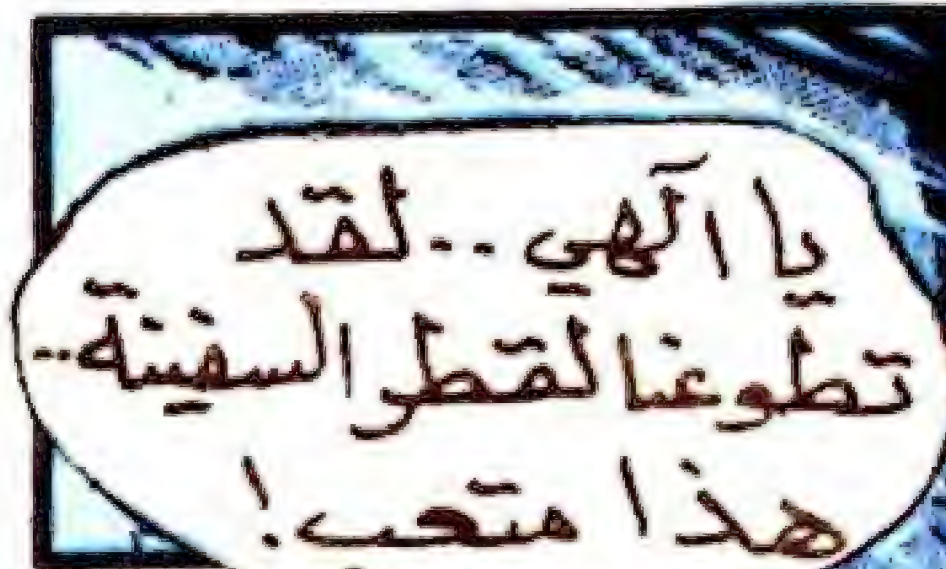 يا آلهي .. لقد
تطوعنا لقطر السفينة ..
هذا متعب !